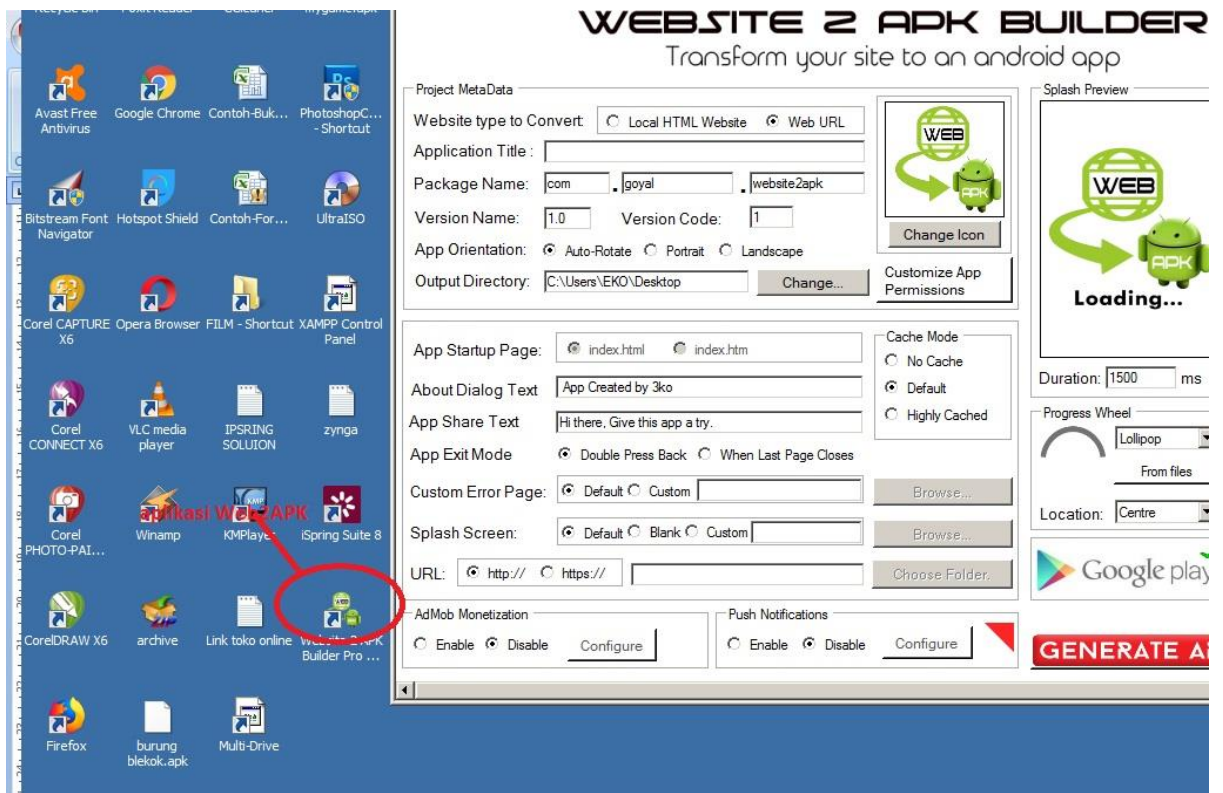 Recycle Bin Foxit Reader CCleaner mygame.apk
Avast Free Antivirus
Google Chrome
Contoh-Buk...
PhotoshopC... - Shortcut
Bitstream Font Navigator
Hotspot Shield
Contoh-For...
UltraISO
Corel CAPTURE X6
Opera Browser
FILM - Shortcut
XAMPP Control Panel
Corel CONNECT X6
VLC media player
IPSRING SOLUION
zynga
aplikasi Web2APK
Corel PHOTO-PAI...
Winamp
KMPlayer
iSpring Suite 8
CorelDRAW X6
archive
Link toko online
Website 2 APK Builder Pro ...
Firefox
burung blekok.apk
Multi-Drive
WEBSITE 2 APK BUILDER
Transform your site to an android app
Project MetaData
Website type to Convert: Local HTML Website Web URL
Application Title :
Package Name: com . goyal . website2apk
Version Name: 1.0 Version Code: 1
App Orientation: Auto-Rotate Portrait Landscape
Output Directory: C:\Users\EKO\Desktop Change...
WEB
APK
Change Icon
Customize App Permissions
App Startup Page: index.html index.htm
About Dialog Text App Created by 3ko
App Share Text Hi there, Give this app a try.
App Exit Mode Double Press Back When Last Page Closes
Custom Error Page: Default Custom Browse...
Splash Screen: Default Blank Custom Browse...
URL: http:// https:// Choose Folder.
Cache Mode
No Cache
Default
Highly Cached
AdMob Monetization
Enable Disable Configure
Push Notifications
Enable Disable Configure
Splash Preview
WEB
APK
Loading...
Duration: 1500 ms
Progress Wheel
Lollipop
From files
Location: Centre
Google play
GENERATE